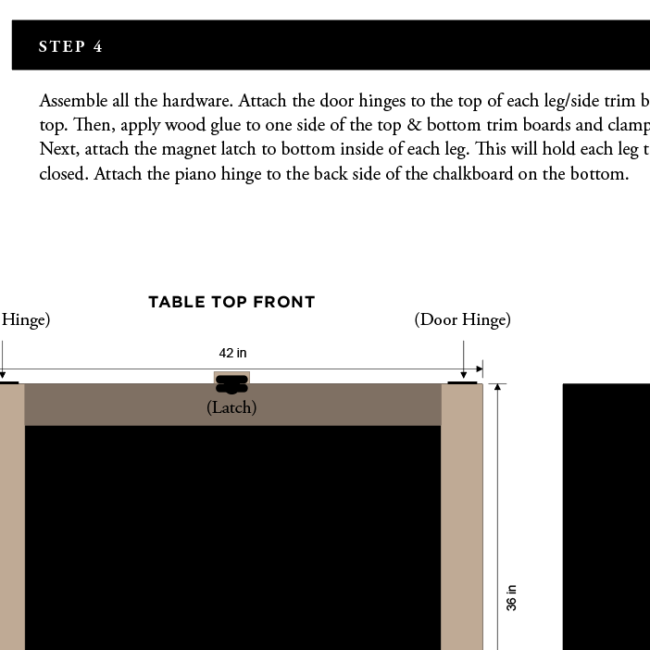 STEP 4
Assemble all the hardware. Attach the door hinges to the top of each leg/side trim
top. Then, apply wood glue to one side of the top & bottom trim boards and clamp
Next, attach the magnet latch to bottom inside of each leg. This will hold each leg
closed. Attach the piano hinge to the back side of the chalkboard on the bottom.
TABLE TOP FRONT
Hinge)
(Door Hinge)
42 in
(Latch)
36 in